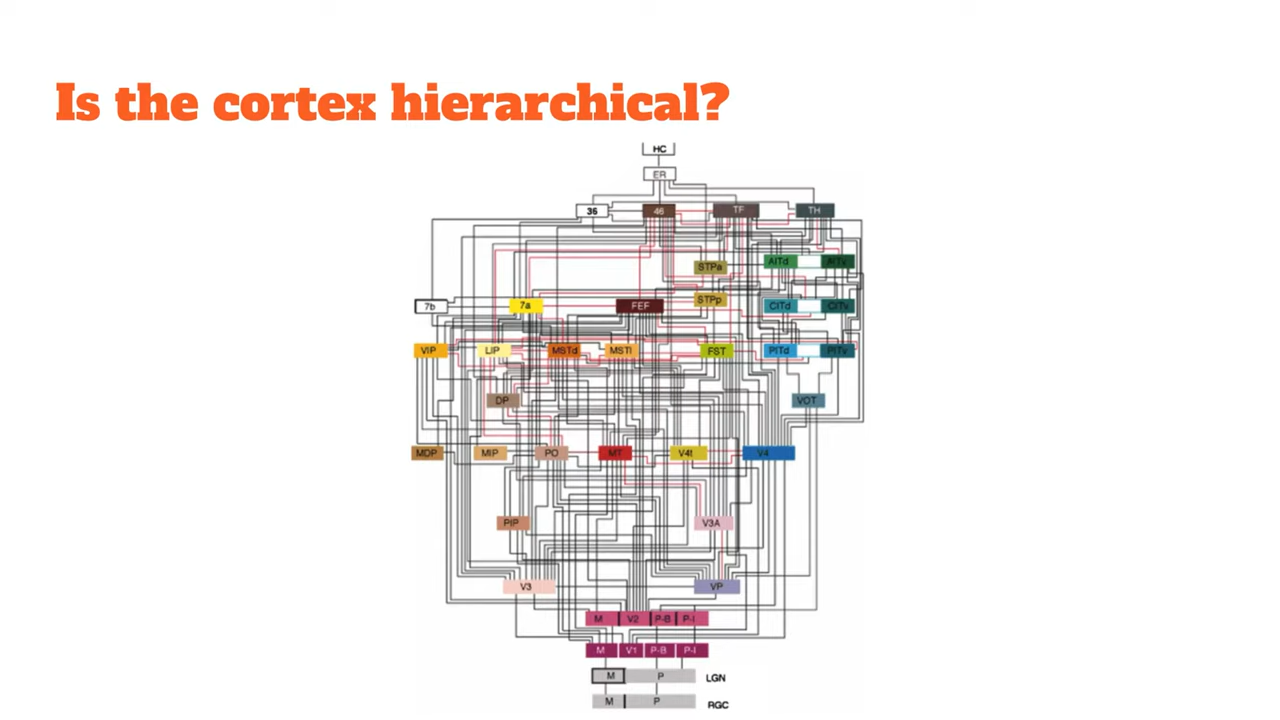 Is the cortex hierarchical?
HC
ER
36 46 TF TH
STPa AITd AITv
7b 7a FEF STPp CITd CITv
VIP LIP MSTd MSTl FST PITd PITv
DP VOT
MDP MIP PO MT V4t V4
PIP V3A
V3 VP
M V2 P-B P-I
M V1 P-B P-I
M P LGN
M P RGC